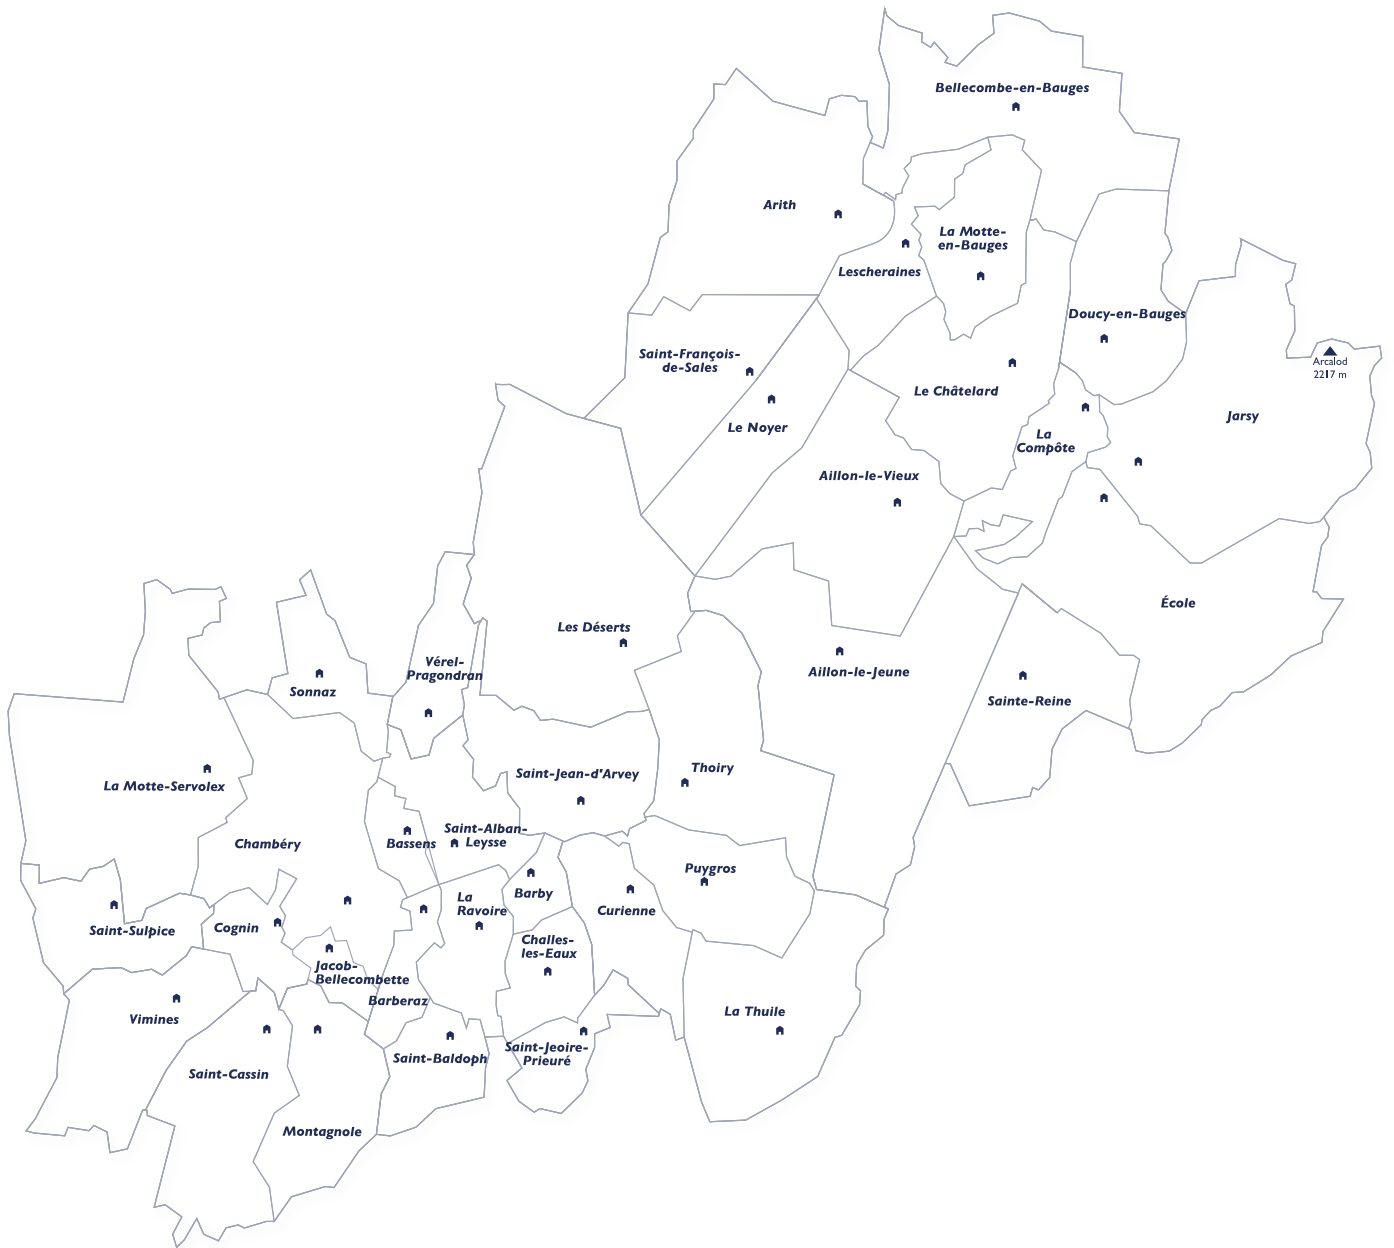 Bellecombe-en-Bauges
Arith
La Motte-
en-Bauges
Lescheraines
Doucy-en-Bauges
Saint-François-
de-Sales
Arcalod
2217 m
Le Châtelard
Jarsy
Le Noyer
La
Compôte
Aillon-le-Vieux
École
Les Déserts
Vérel-
Pragondran
Aillon-le-Jeune
Sonnaz
Sainte-Reine
Thoiry
Saint-Jean-d'Arvey
La Motte-Servolex
Saint-Alban-
Leysse
Bassens
Chambéry
Puygros
Barby
La
Ravoire
Curienne
Cognin
Saint-Sulpice
Challes-
les-Eaux
Jacob-
Bellecombette
Barberaz
La Thuile
Vimines
Saint-Jeoire-
Prieuré
Saint-Baldoph
Saint-Cassin
Montagnole